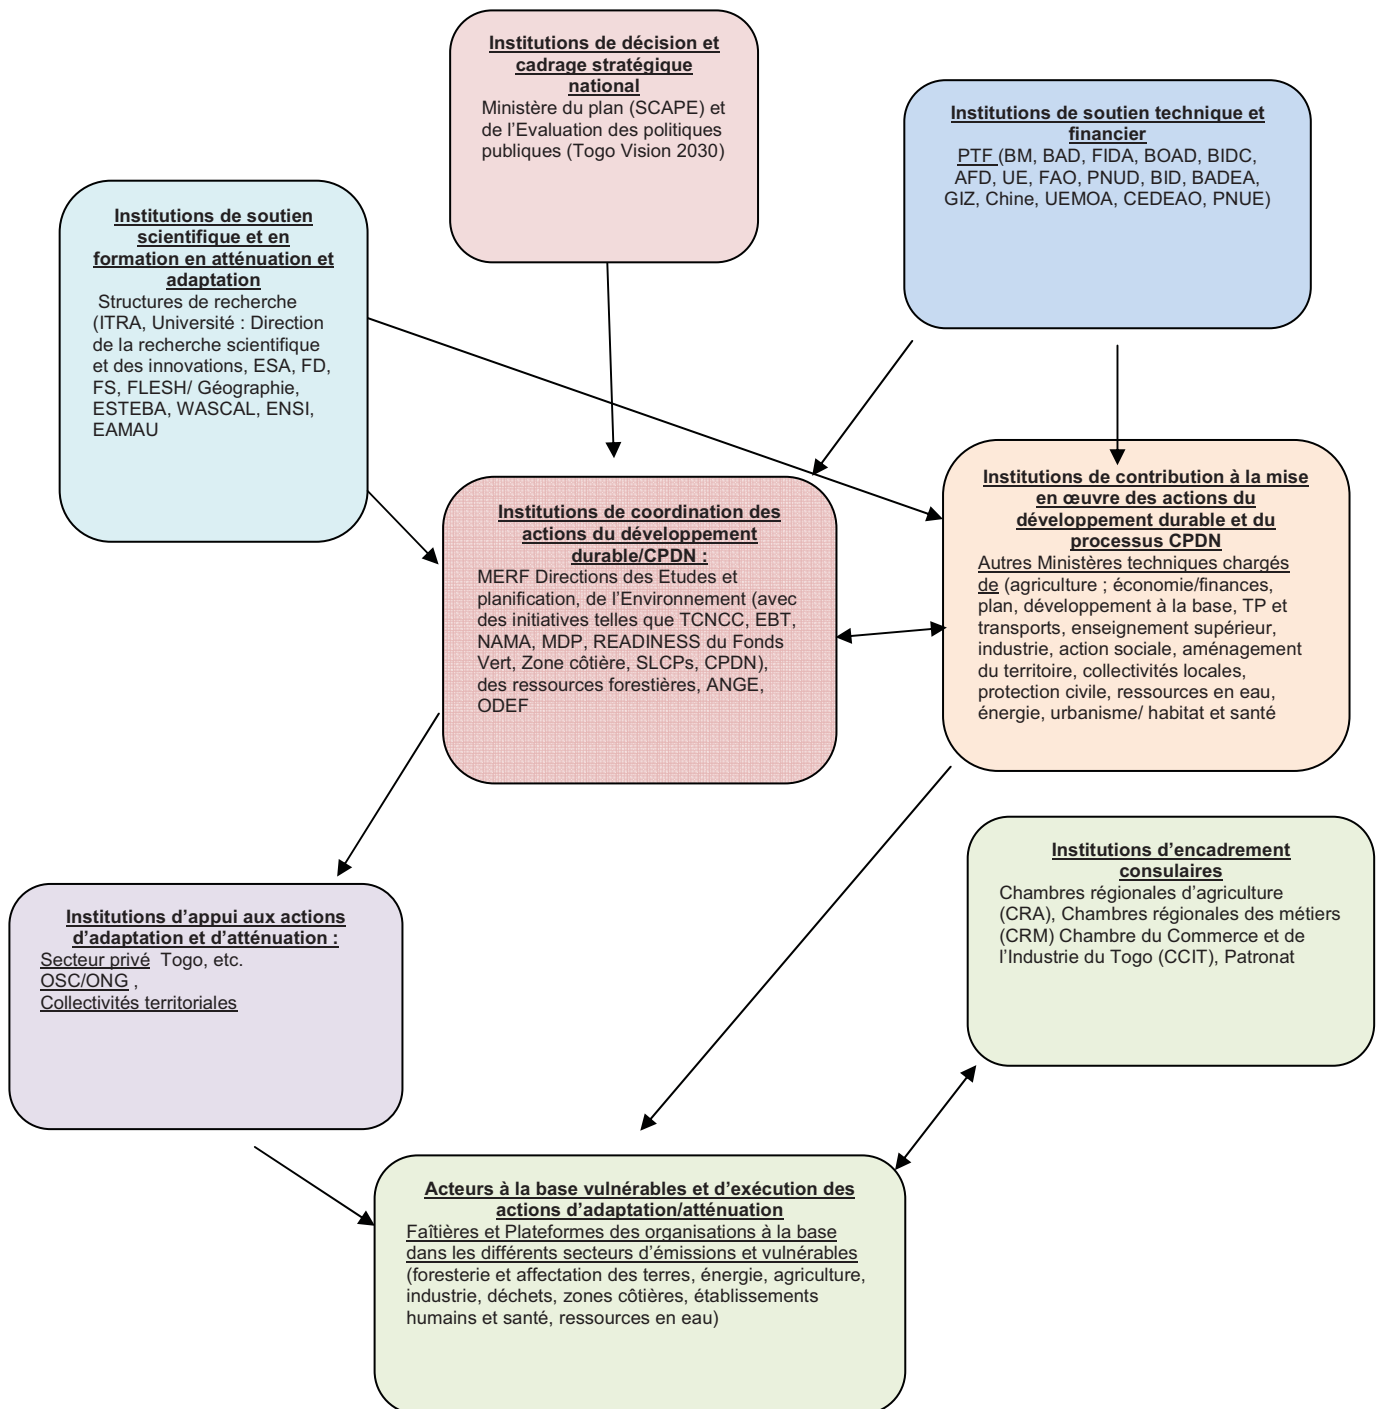 Institutions de décision et
cadrage stratégique
national
Ministère du plan (SCAPE) et
de l’Evaluation des politiques
publiques (Togo Vision 2030)
Institutions de soutien technique et
financier
PTF (BM, BAD, FIDA, BOAD, BIDC,
AFD, UE, FAO, PNUD, BID, BADEA,
GIZ, Chine, UEMOA, CEDEAO, PNUE)
Institutions de soutien
scientifique et en
formation en atténuation et
adaptation
Structures de recherche
(ITRA, Université : Direction
de la recherche scientifique
et des innovations, ESA, FD,
FS, FLESH/ Géographie,
ESTEBA, WASCAL, ENSI,
EAMAU
Institutions de coordination des
actions du développement
durable/CPDN :
MERF Directions des Etudes et
planification, de l’Environnement (avec
des initiatives telles que TCNCC, EBT,
NAMA, MDP, READINESS du Fonds
Vert, Zone côtière, SLCPs, CPDN),
des ressources forestières, ANGE,
ODEF
Institutions de contribution à la mise
en œuvre des actions du
développement durable et du
processus CPDN
Autres Ministères techniques chargés
de (agriculture ; économie/finances,
plan, développement à la base, TP et
transports, enseignement supérieur,
industrie, action sociale, aménagement
du territoire, collectivités locales,
protection civile, ressources en eau,
énergie, urbanisme/ habitat et santé
Institutions d’encadrement
consulaires
Chambres régionales d’agriculture
(CRA), Chambres régionales des métiers
(CRM) Chambre du Commerce et de
l’Industrie du Togo (CCIT), Patronat
Institutions d’appui aux actions
d’adaptation et d’atténuation :
Secteur privé Togo, etc.
OSC/ONG ,
Collectivités territoriales
Acteurs à la base vulnérables et d’exécution des
actions d’adaptation/atténuation
Faîtières et Plateformes des organisations à la base
dans les différents secteurs d’émissions et vulnérables
(foresterie et affectation des terres, énergie, agriculture,
industrie, déchets, zones côtières, établissements
humains et santé, ressources en eau)